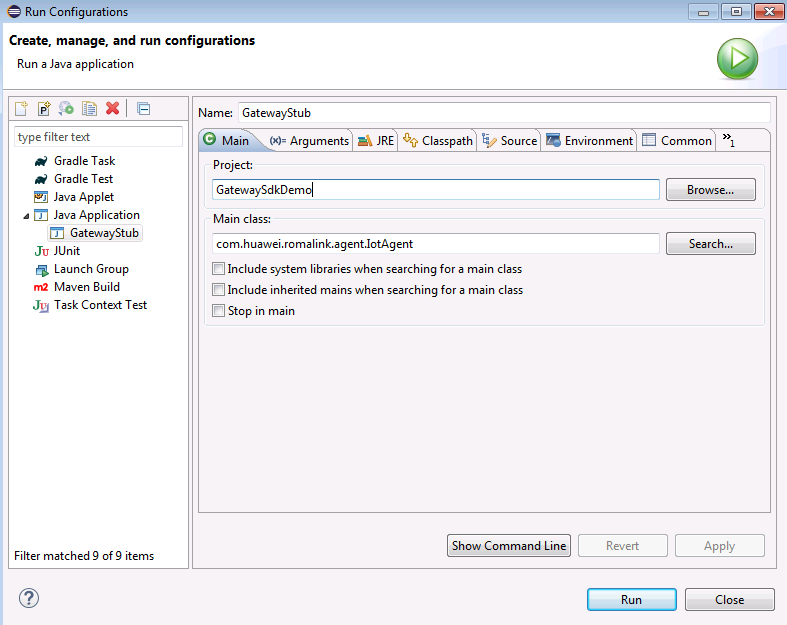 Run Configurations
Create, manage, and run configurations
Run a Java application
type filter text
Gradle Task
Gradle Test
Java Applet
Java Application
GatewayStub
Ju JUnit
Launch Group
m2 Maven Build
Ju Task Context Test
Filter matched 9 of 9 items
Name: GatewayStub
Main (x)= Arguments JRE Classpath Source Environment Common »1
Project:
GatewaySdkDemo Browse...
Main class:
com.huawei.romalink.agent.IotAgent Search...
Include system libraries when searching for a main class
Include inherited mains when searching for a main class
Stop in main
Show Command Line Revert Apply
? Run Close